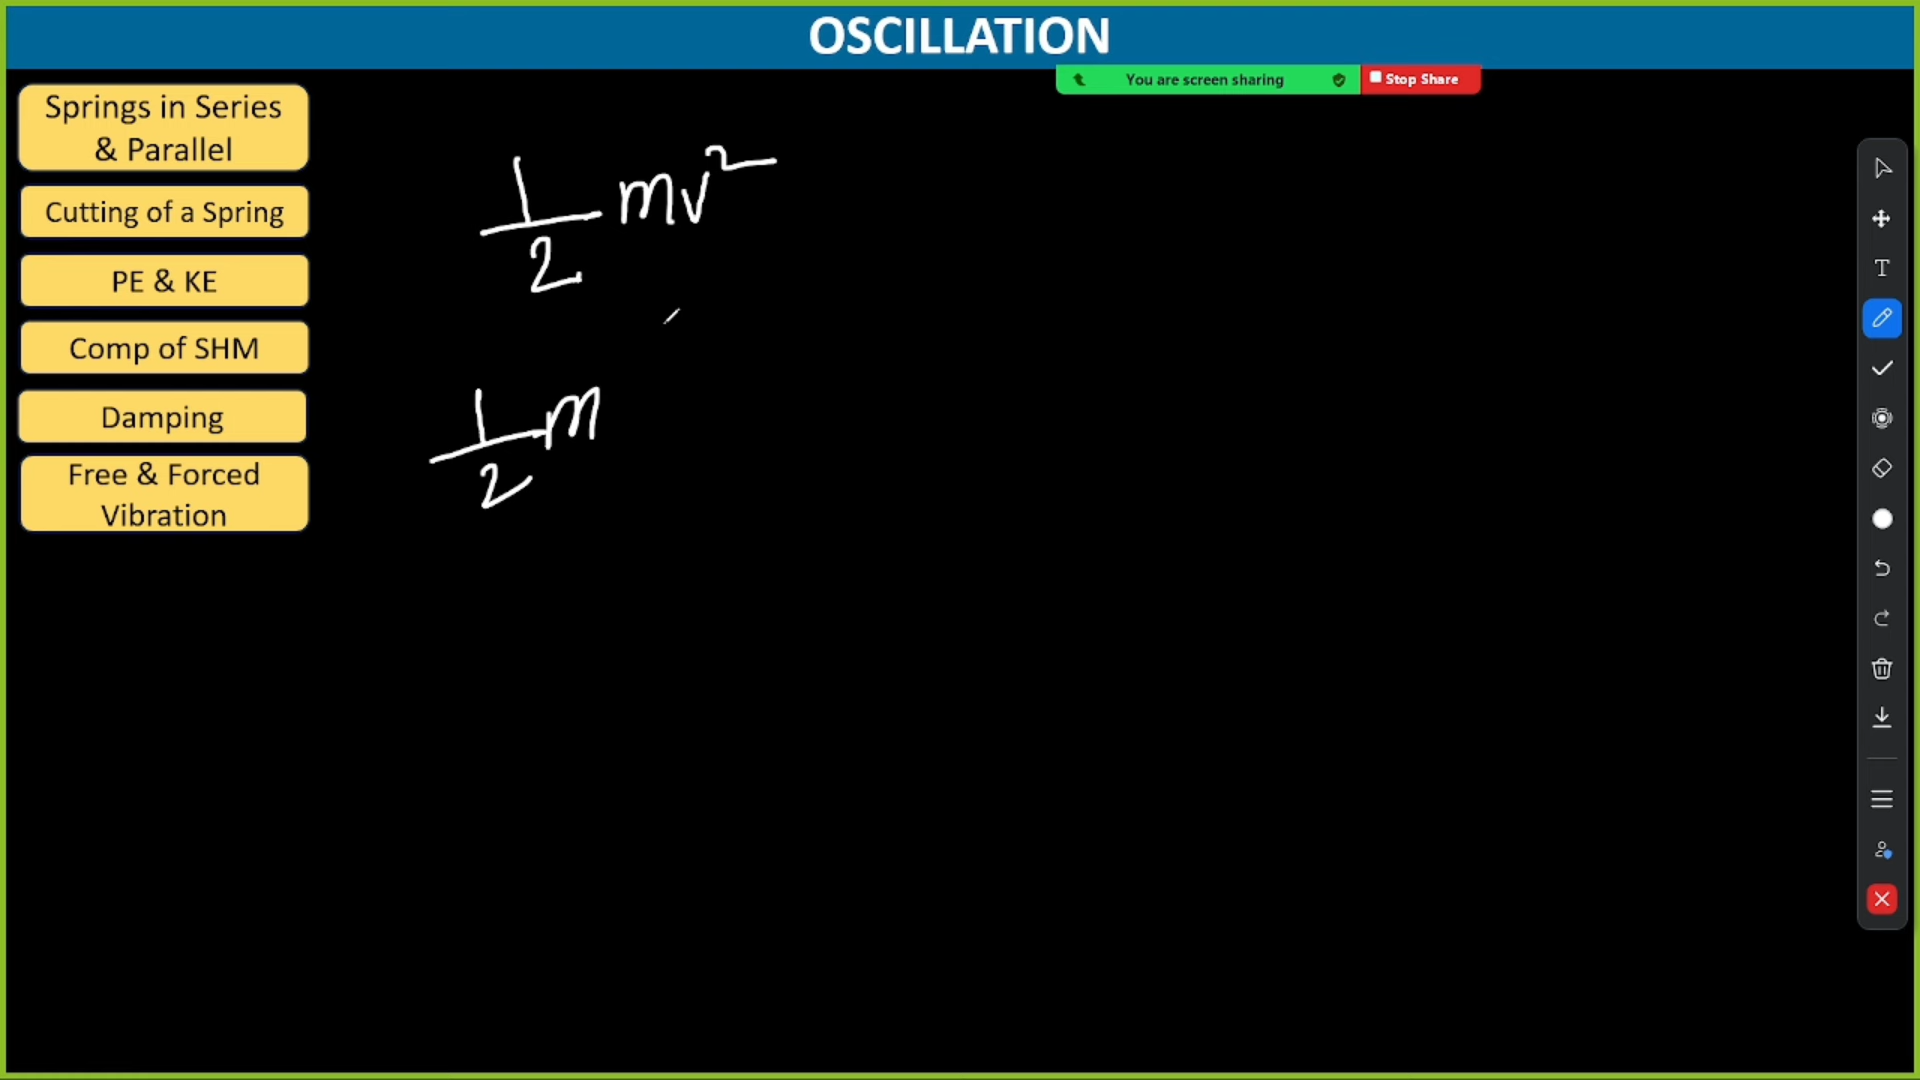 OSCILLATION
You are screen sharing
Stop Share
Springs in Series
& Parallel
Cutting of a Spring
PE & KE
Comp of SHM
Damping
Free & Forced
Vibration
1/2 mv²
1/2 m
T